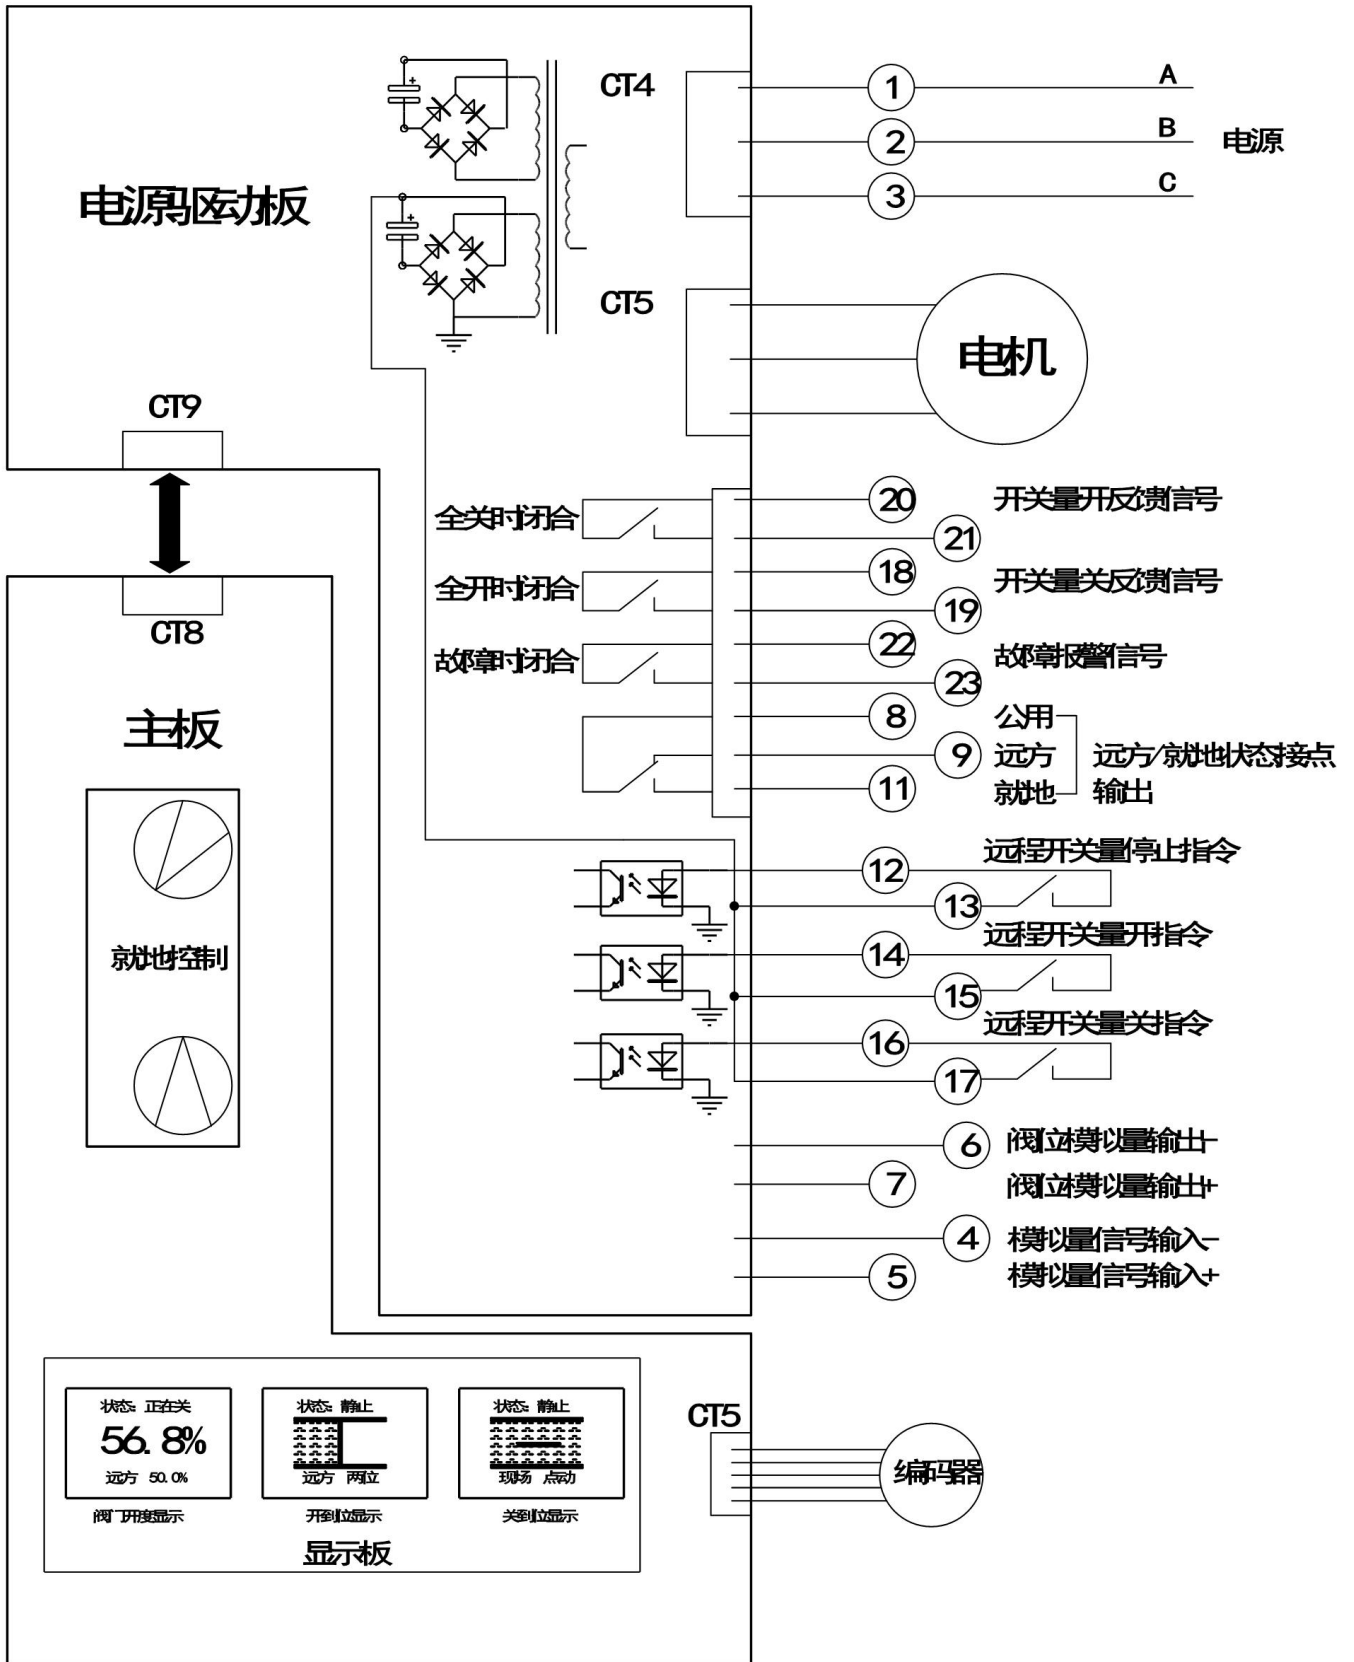 CT4
1
A
2
B
电源
3
C
电源驱动板
CT5
电机
CT9
全关时闭合
20
开关量开反馈信号
21
全开时闭合
18
开关量关反馈信号
19
CT8
故障时闭合
22
故障报警信号
23
主板
8
公用
9
远方
远方/就地状态接点
11
就地
输出
远程开关量停止指令
12
13
就地控制
远程开关量开指令
14
15
远程开关量关指令
16
17
6
阀位模拟量输出-
7
阀位模拟量输出+
4
模拟量信号输入-
5
模拟量信号输入+
状态: 正在关
56.8%
远方 50.0%
阀门开度显示
状态: 静止
远方 两位
开到位显示
状态: 静止
现场 点动
关到位显示
显示板
CT5
编码器